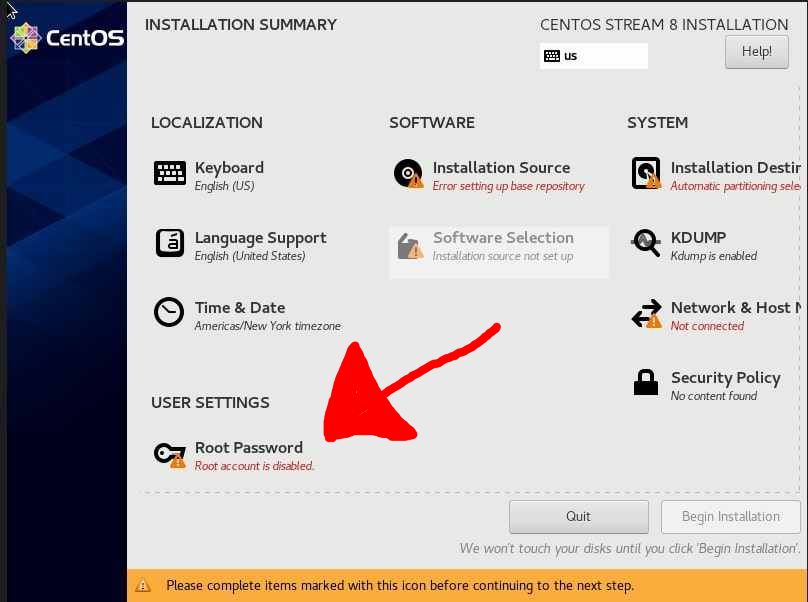 INSTALLATION SUMMARY
CENTOS STREAM 8 INSTALLATION
CentOS
us
Help!
LOCALIZATION
Keyboard
English (US)
Language Support
English (United States)
Time & Date
Americas/New York timezone
SOFTWARE
Installation Source
Error setting up base repository
Software Selection
Installation source not set up
SYSTEM
Installation Destin
Automatic partitioning sele
KDUMP
Kdump is enabled
Network & Host N
Not connected
Security Policy
No content found
USER SETTINGS
Root Password
Root account is disabled.
Quit
Begin Installation
We won't touch your disks until you click 'Begin Installation'.
Please complete items marked with this icon before continuing to the next step.